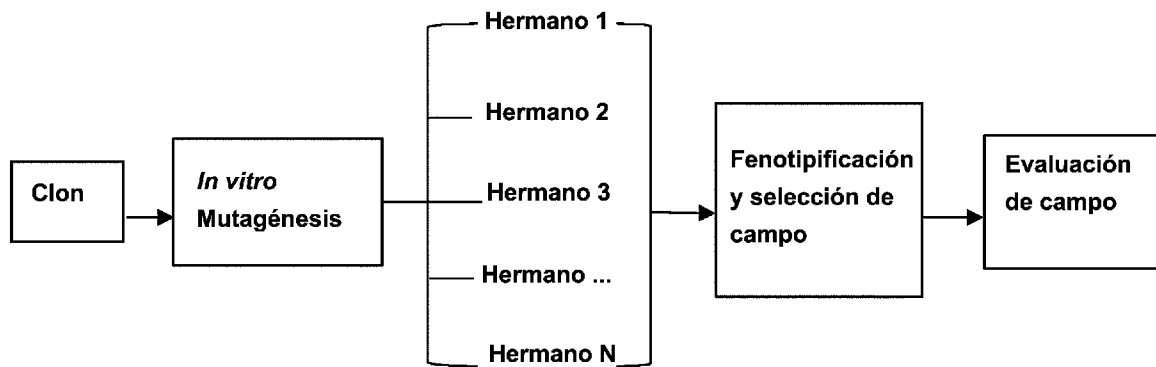 Clon
In vitro
Mutagénesis
Hermano 1
Hermano 2
Hermano 3
Hermano ...
Hermano N
Fenotipificación
y selección de
campo
Evaluación
de campo